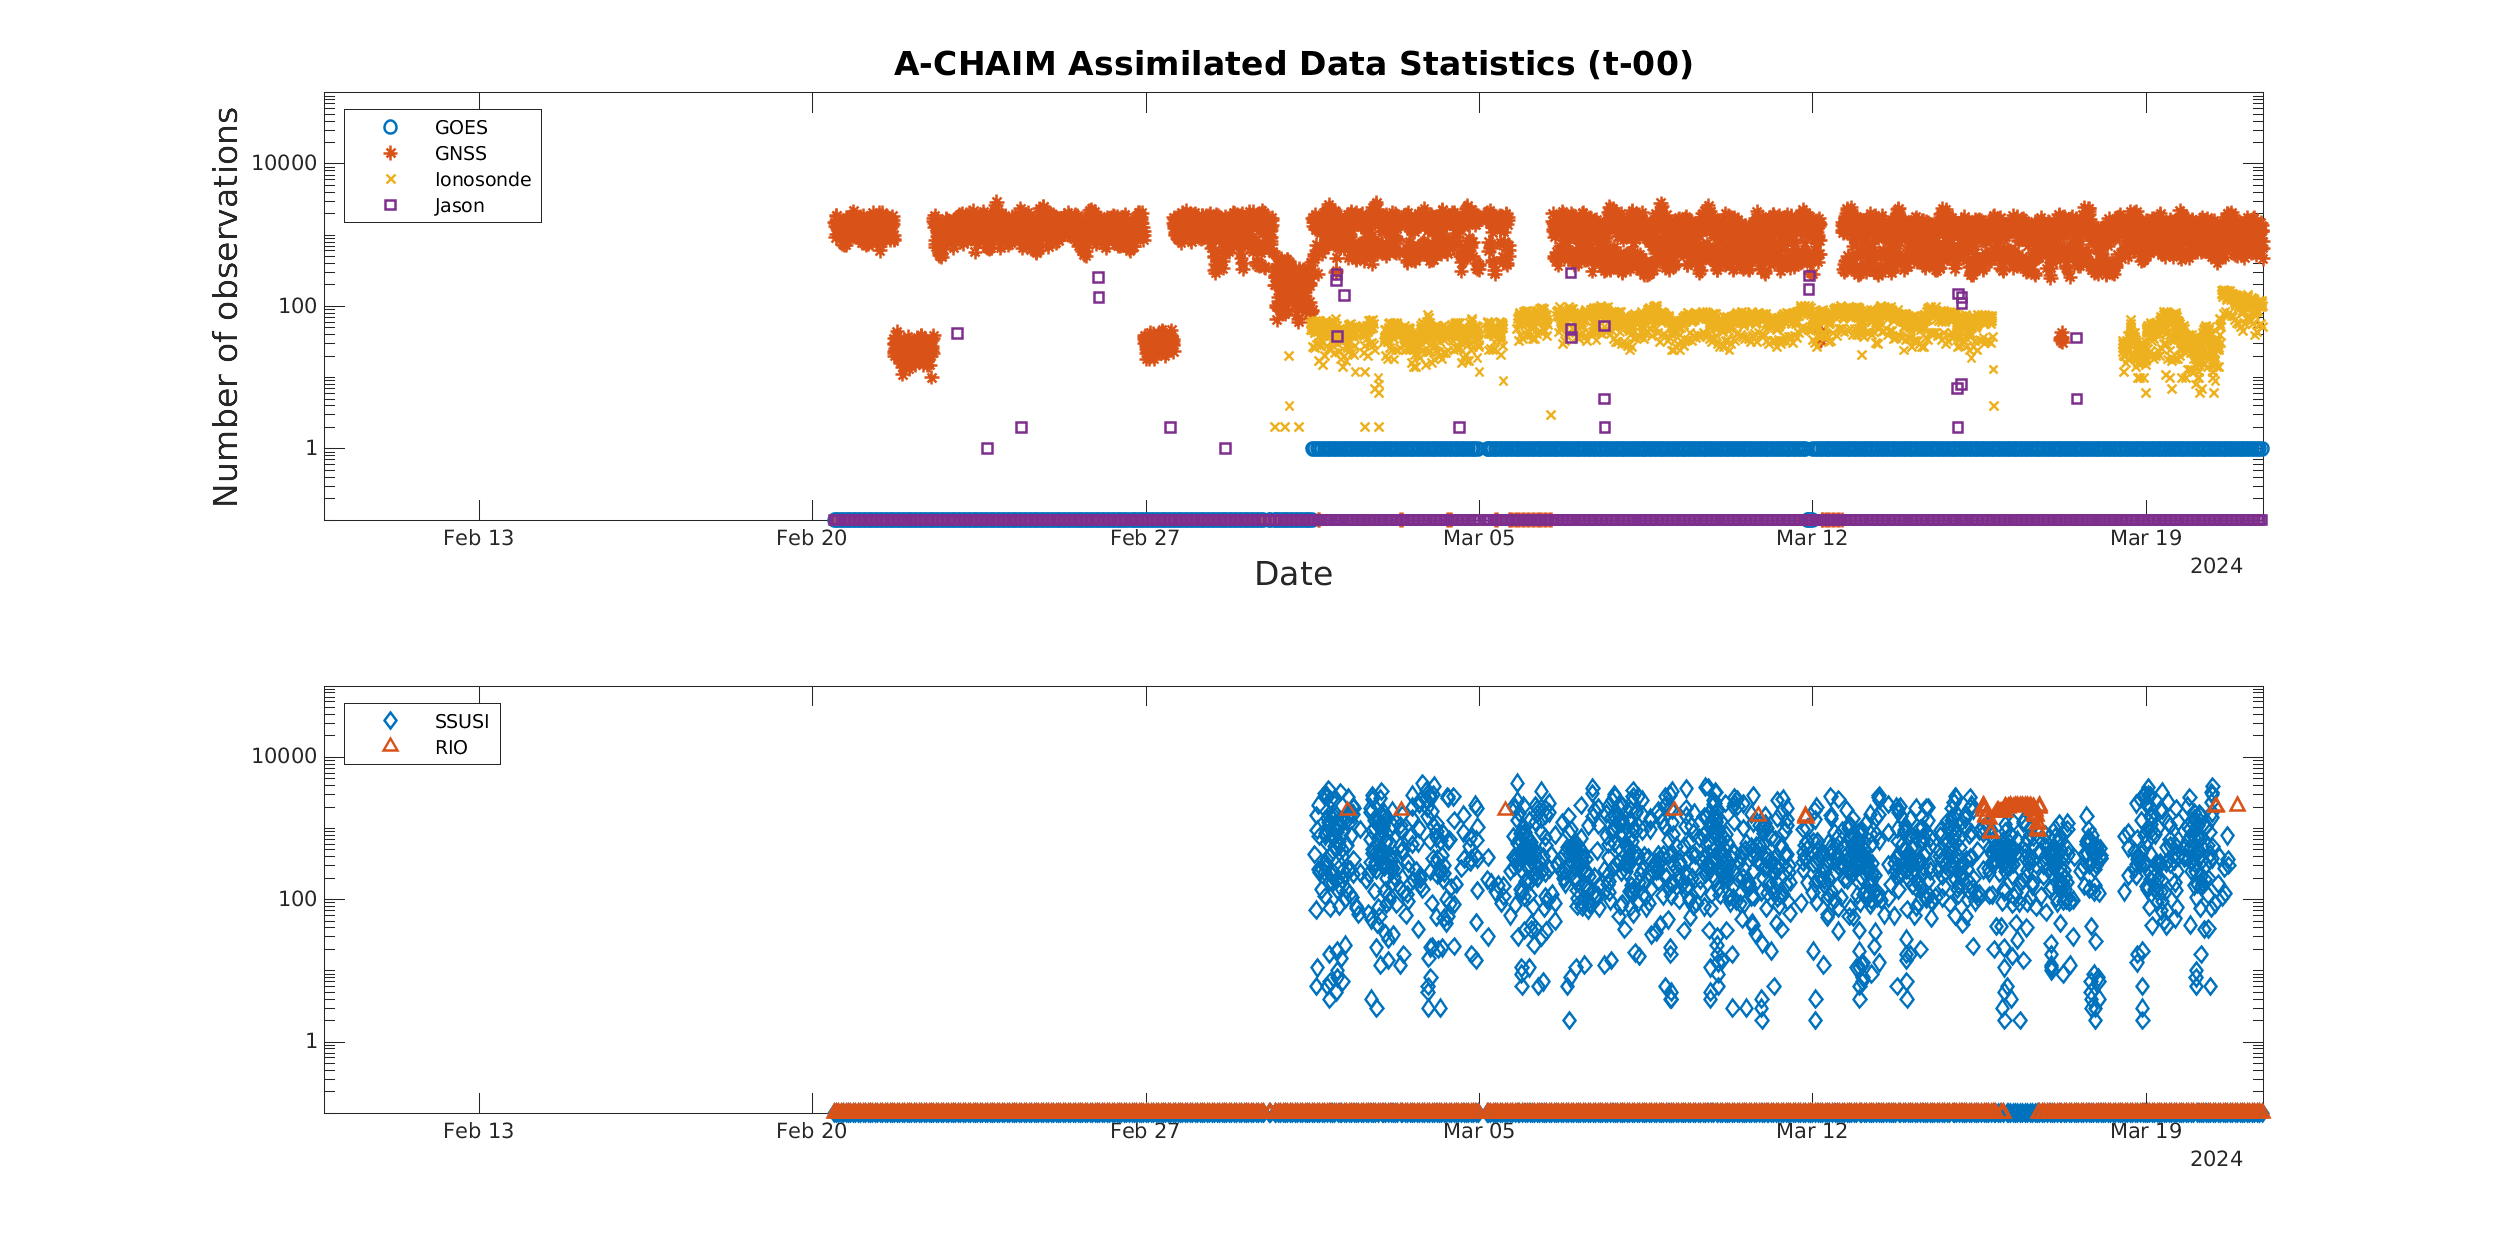 A-CHAIM Assimilated Data Statistics (t-00)
Number of observations
10000
100
1
GOES
GNSS
Ionosonde
Jason
Feb 13
Feb 20
Feb 27
Mar 05
Mar 12
Mar 19
2024
Date
10000
100
1
SSUSI
RIO
Feb 13
Feb 20
Feb 27
Mar 05
Mar 12
Mar 19
2024